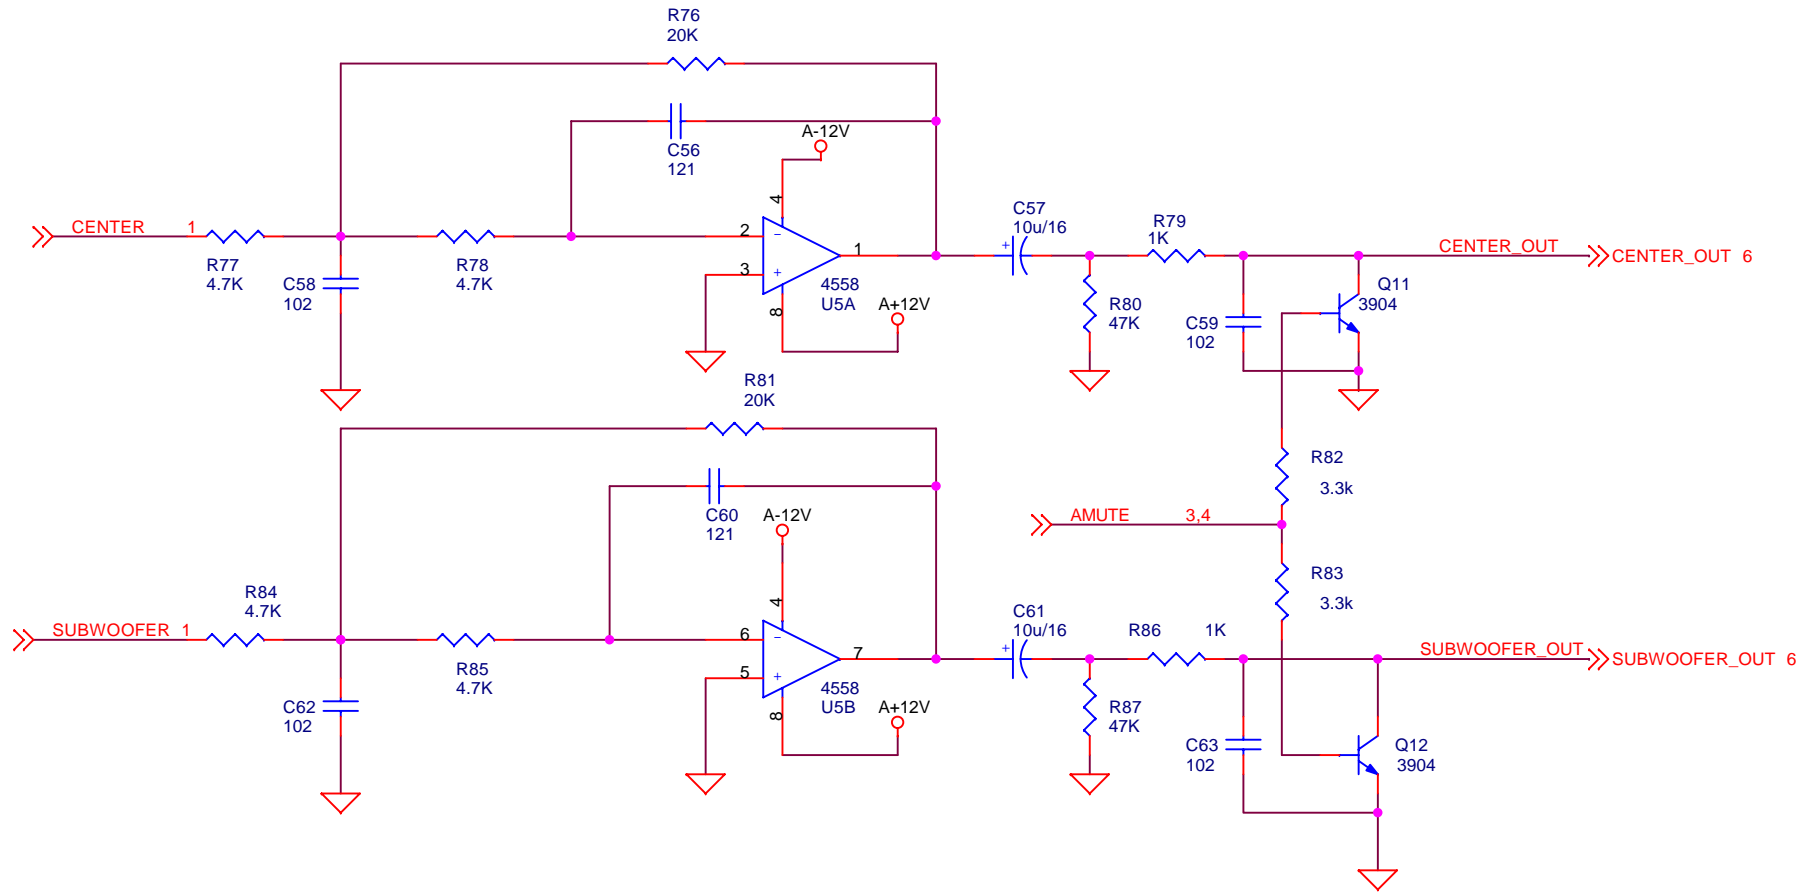 R76
20K
C56
121
A-12V
4
CENTER 1
R77
4.7K
C58
102
R78
4.7K
2
3
−
+
1
8
4558
U5A
A+12V
C57
10u/16
+
R79
1K
R80
47K
C59
102
CENTER_OUT
CENTER_OUT 6
Q11
3904
R81
20K
C60
121
A-12V
4
R82
3.3k
AMUTE 3,4
R83
3.3k
SUBWOOFER 1
R84
4.7K
C62
102
R85
4.7K
6
5
−
+
7
8
4558
U5B
A+12V
C61
10u/16
+
R86 1K
R87
47K
C63
102
SUBWOOFER_OUT
SUBWOOFER_OUT 6
Q12
3904